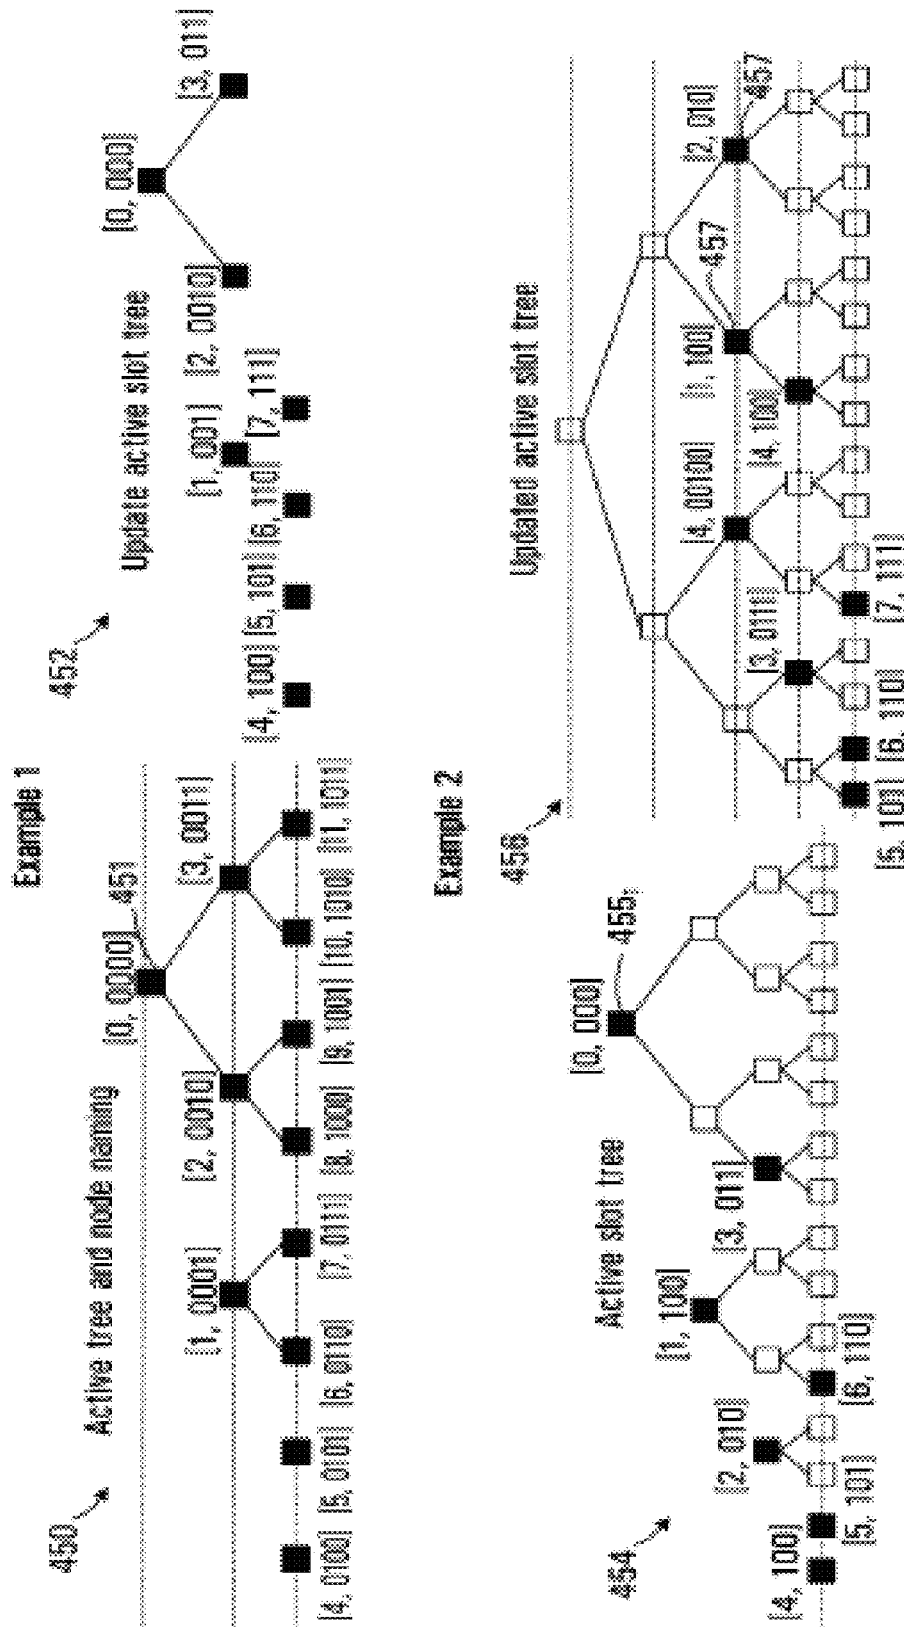 Example 1
450
Active tree and node naming
[0, 0000]
451
[1, 0001]
[2, 0010]
[3, 0011]
[4, 0100] [5, 0101] [6, 0110] [7, 0111] [8, 1000] [9, 1001] [10, 1010] [11, 1011]
452
Update active slot tree
[0, 000]
[1, 001] [2, 0010]
[3, 011]
[4, 100] [5, 101] [6, 110] [7, 111]
Example 2
454
Active slot tree
[0, 000]
455
[1, 100]
[2, 010]
[3, 011]
[4, 100]
[5, 101]
[6, 110]
456
Updated active slot tree
[4, 00100]
[1, 100]
457
[2, 010]
457
[3, 0111]
[4, 100]
[5, 101] [6, 110]
[7, 111]